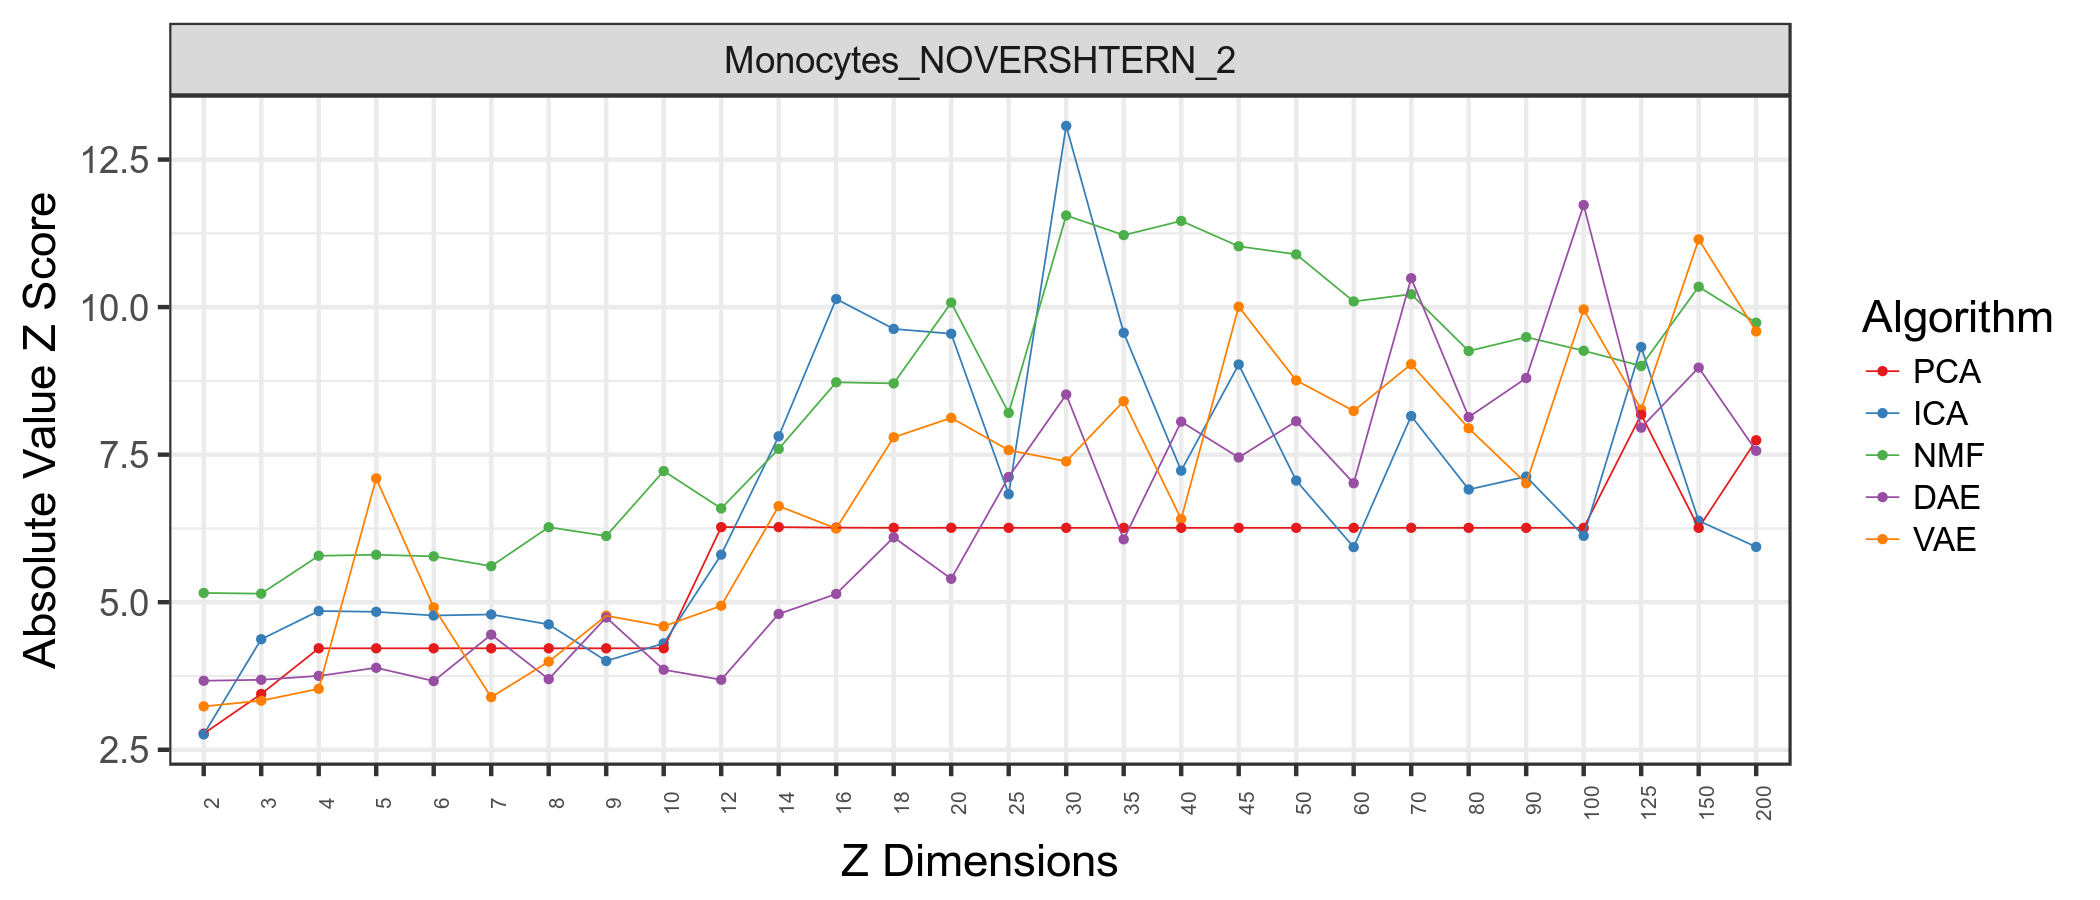 Monocytes_NOVERSHTERN_2
Absolute Value Z Score
12.5
10.0
7.5
5.0
2.5
2 3 4 5 6 7 8 9 10 12 14 16 18 20 25 30 35 40 45 50 60 70 80 90 100 125 150 200
Z Dimensions
Algorithm
PCA
ICA
NMF
DAE
VAE